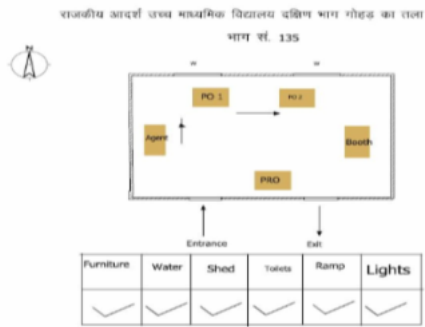 राजकीय आदर्श उच्च माध्यमिक विद्यालय दक्षिण भाग गोहड़ का तला
भाग सं. 135
N
PO 1
PO 2
Agent
Booth
PRO
Entrance
Exit
Furniture Water Shed Toilets Ramp Lights